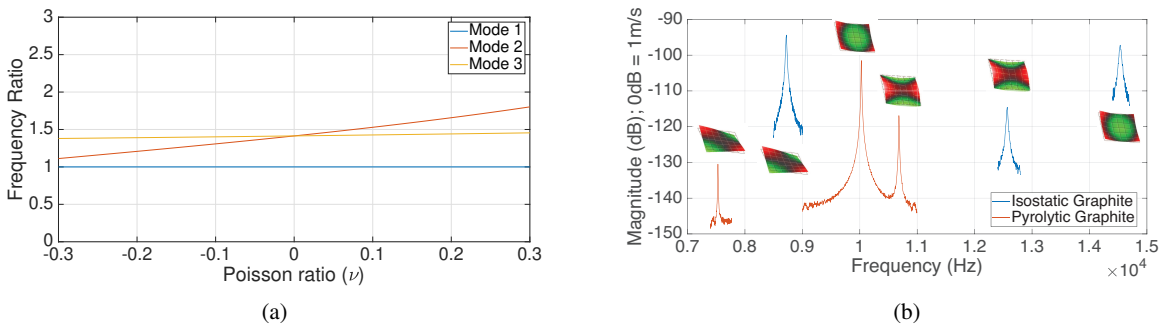 3
2.5
2
1.5
1
0.5
0
Frequency Ratio
Mode 1
Mode 2
Mode 3
-0.3 -0.2 -0.1 0 0.1 0.2 0.3
Poisson ratio (ν)
(a)
-90
-100
-110
-120
-130
-140
-150
Magnitude (dB); 0dB = 1m/s
Isostatic Graphite
Pyrolytic Graphite
0.7 0.8 0.9 1 1.1 1.2 1.3 1.4 1.5
Frequency (Hz)
×10⁴
(b)